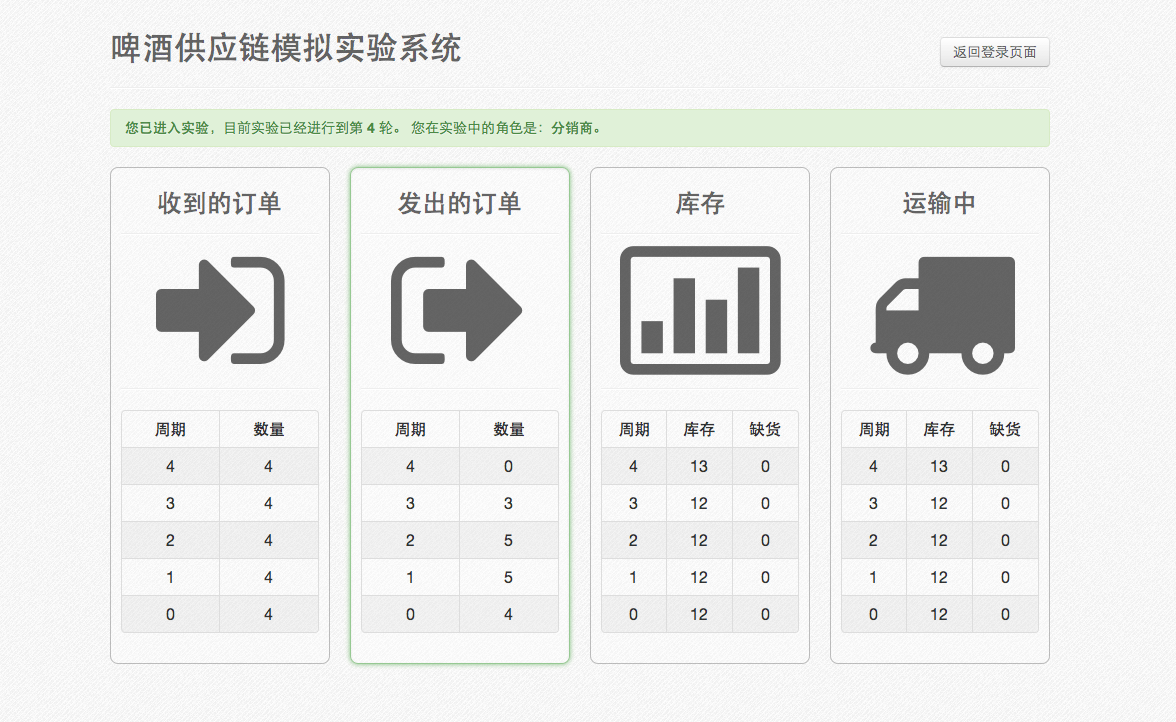 啤酒供应链模拟实验系统
返回登录页面
您已进入实验，目前实验已经进行到第 4 轮。 您在实验中的角色是：分销商。
收到的订单
周期 数量
4 4
3 4
2 4
1 4
0 4
发出的订单
周期 数量
4 0
3 3
2 5
1 5
0 4
库存
周期 库存 缺货
4 13 0
3 12 0
2 12 0
1 12 0
0 12 0
运输中
周期 库存 缺货
4 13 0
3 12 0
2 12 0
1 12 0
0 12 0